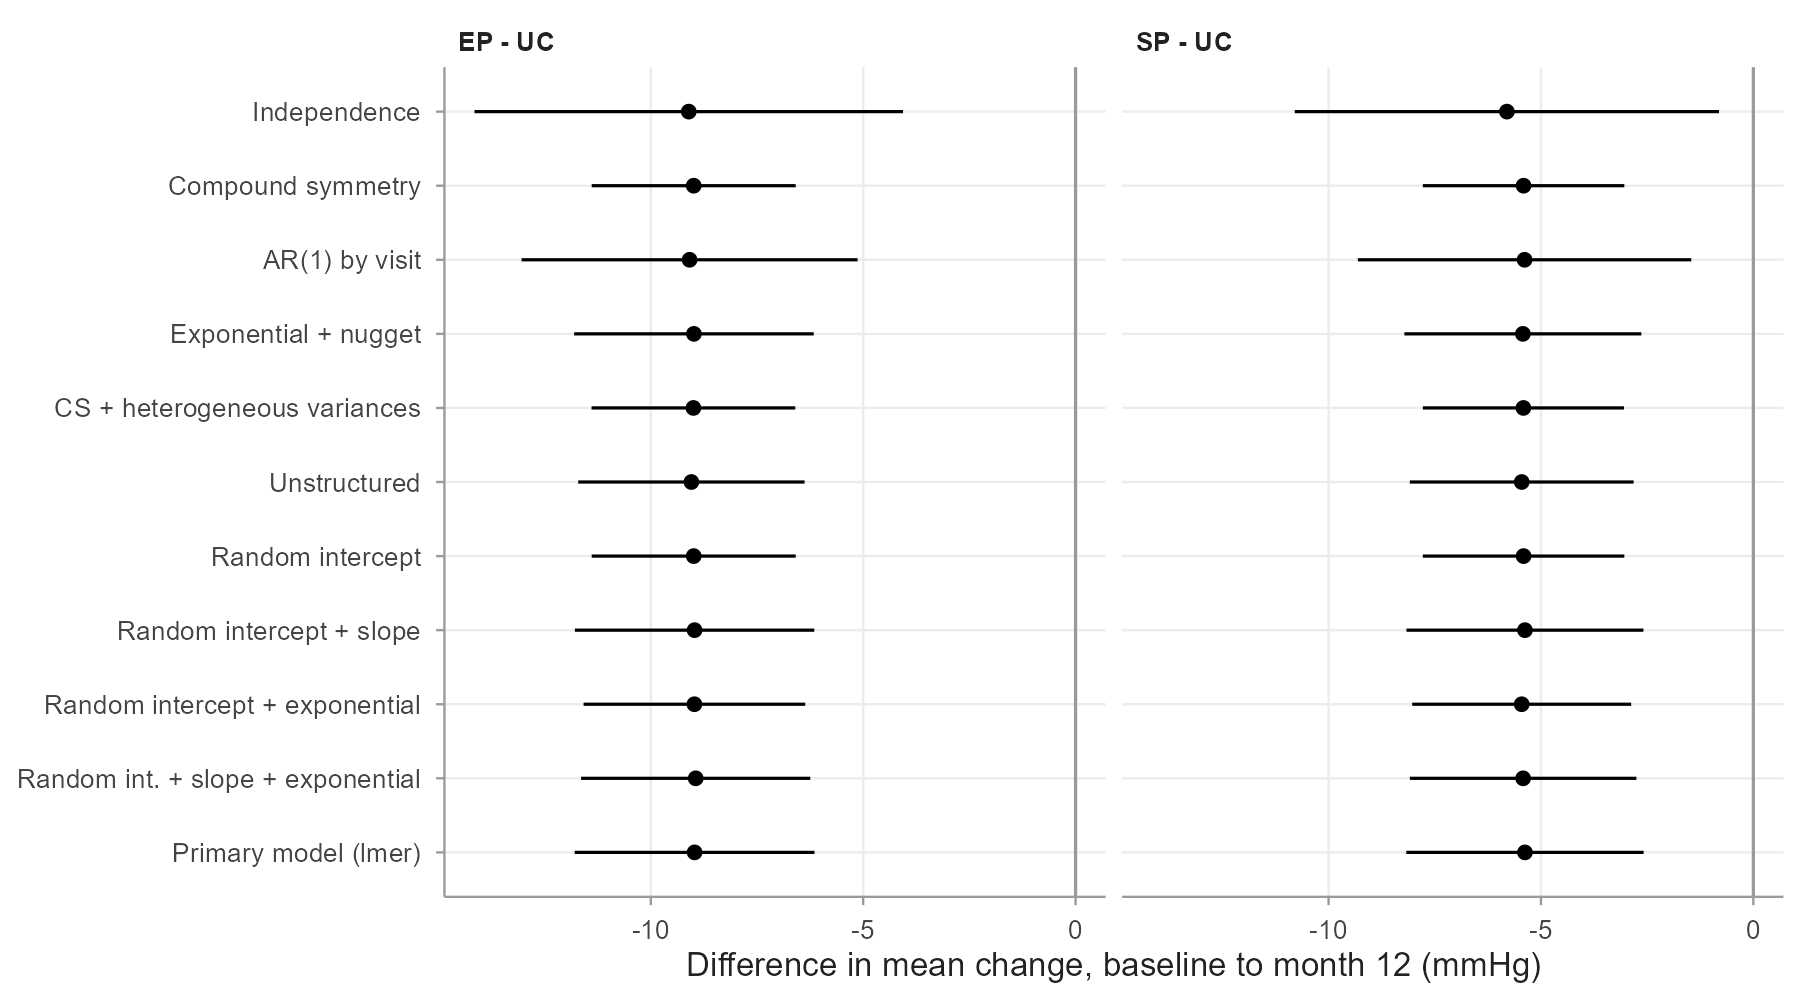 EP - UC
SP - UC
Independence
Compound symmetry
AR(1) by visit
Exponential + nugget
CS + heterogeneous variances
Unstructured
Random intercept
Random intercept + slope
Random intercept + exponential
Random int. + slope + exponential
Primary model (lmer)
-10 -5 0 -10 -5 0
Difference in mean change, baseline to month 12 (mmHg)